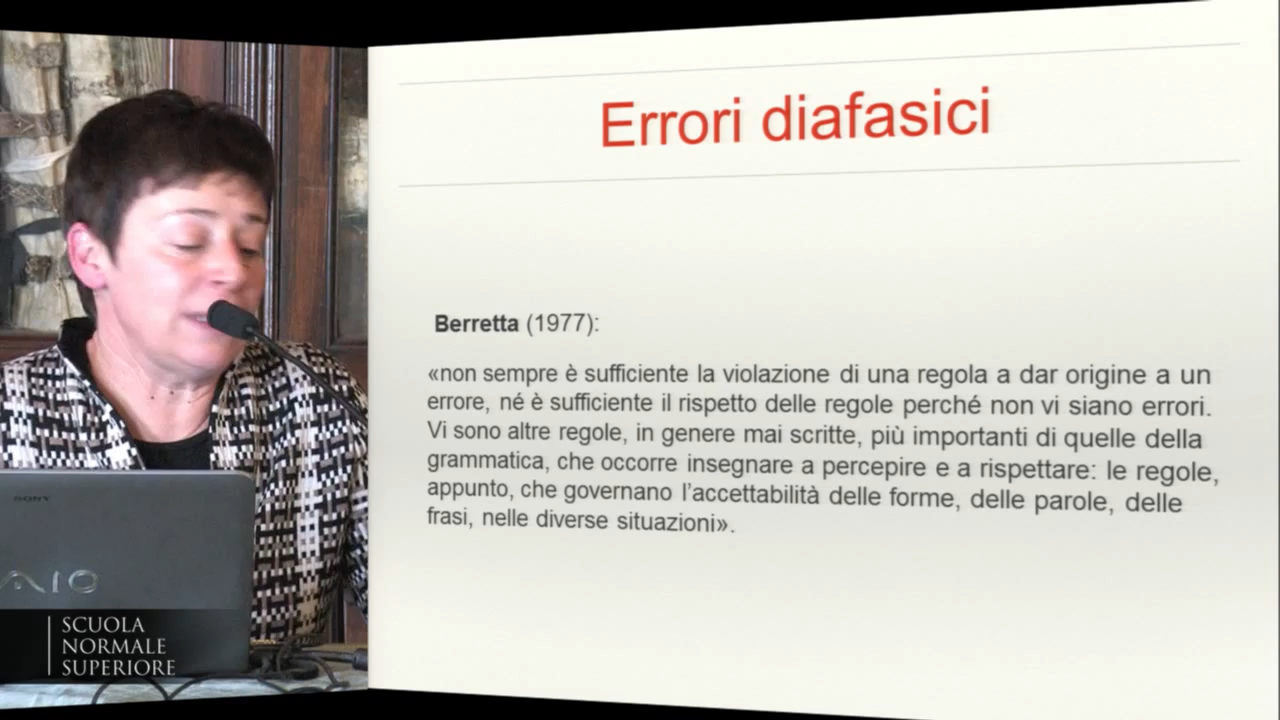 Errori diafasici
Berretta (1977):
«non sempre è sufficiente la violazione di una regola a dar origine a un
errore, né è sufficiente il rispetto delle regole perché non vi siano errori.
Vi sono altre regole, in genere mai scritte, più importanti di quelle della
grammatica, che occorre insegnare a percepire e a rispettare: le regole,
appunto, che governano l'accettabilità delle forme, delle parole, delle
frasi, nelle diverse situazioni».
SONY
VAIO
SCUOLA
NORMALE
SUPERIORE